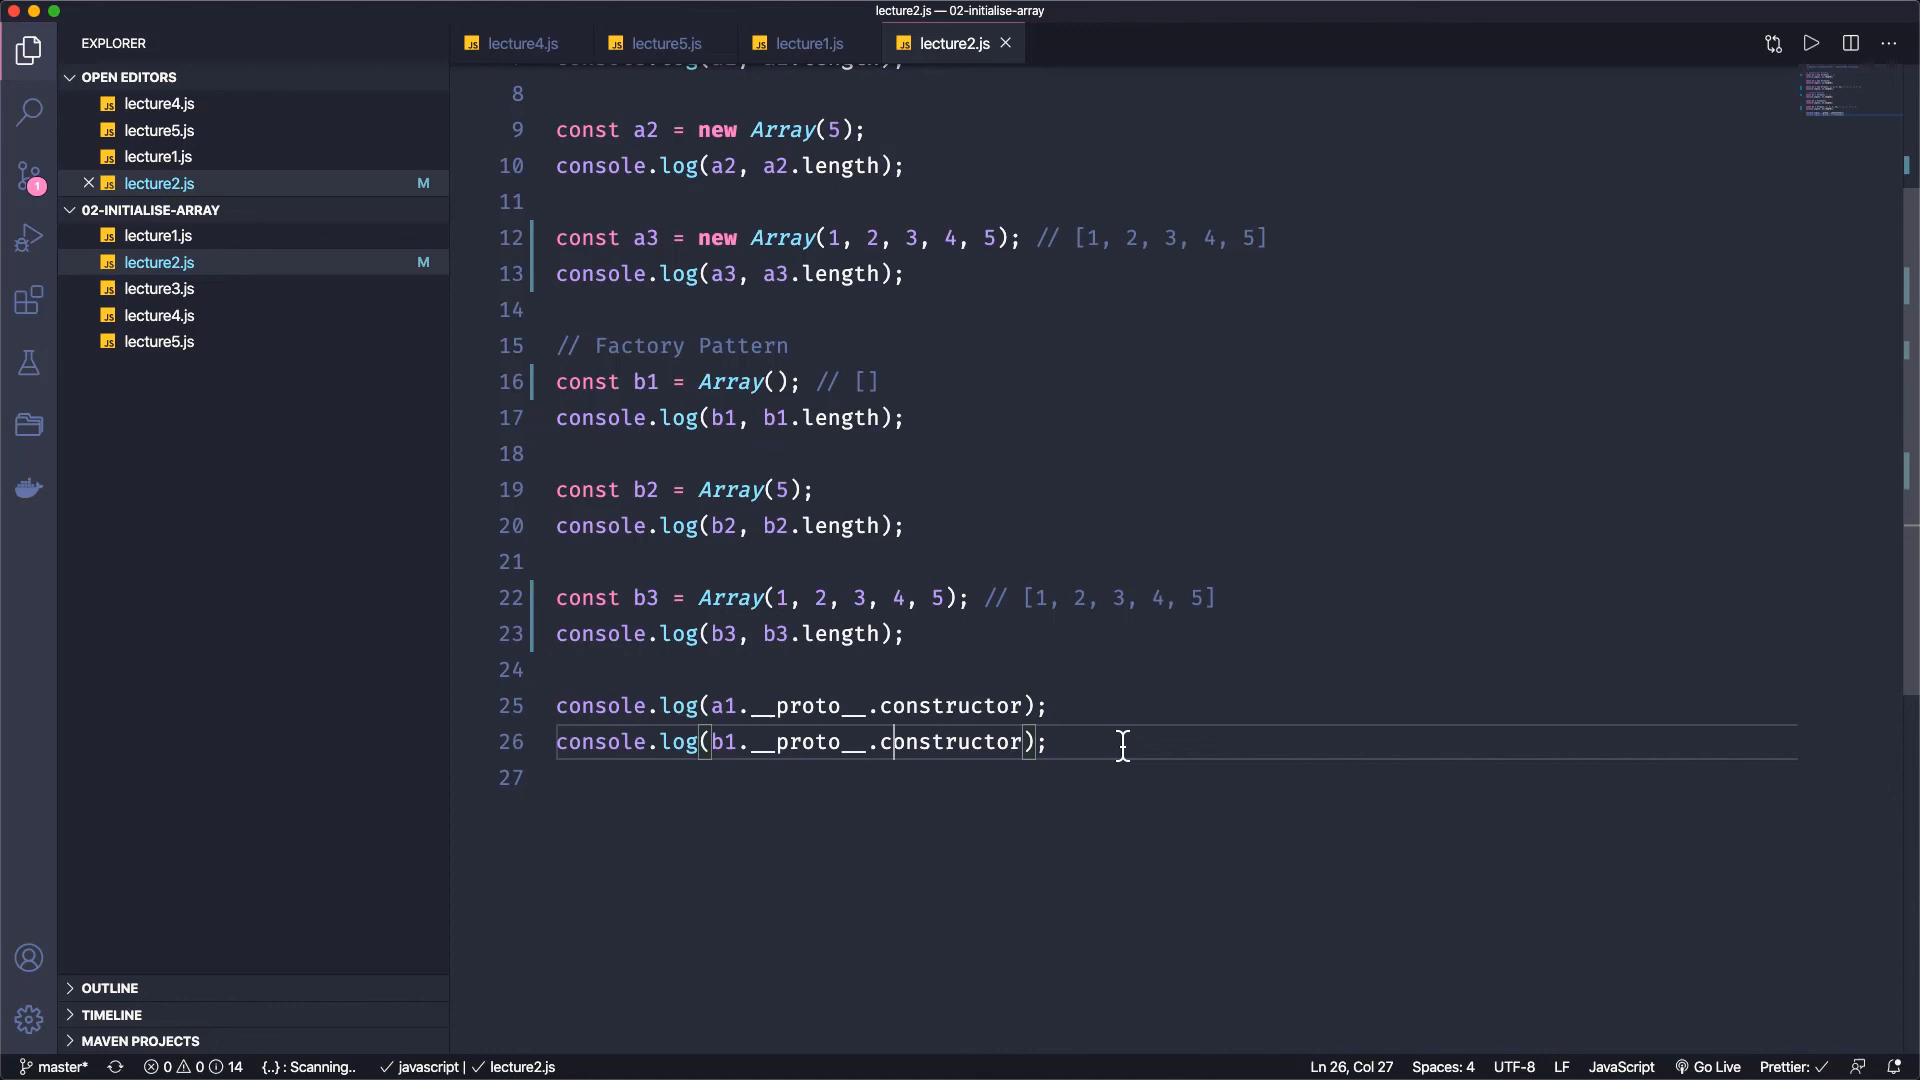 lecture2.js — 02-initialise-array
EXPLORER
lecture4.js
lecture5.js
lecture1.js
lecture2.js
OPEN EDITORS
lecture4.js
lecture5.js
lecture1.js
lecture2.js M
02-INITIALISE-ARRAY
lecture1.js
lecture2.js M
lecture3.js
lecture4.js
lecture5.js
1
8
9 const a2 = new Array(5);
10 console.log(a2, a2.length);
11
12 const a3 = new Array(1, 2, 3, 4, 5); // [1, 2, 3, 4, 5]
13 console.log(a3, a3.length);
14
15 // Factory Pattern
16 const b1 = Array(); // []
17 console.log(b1, b1.length);
18
19 const b2 = Array(5);
20 console.log(b2, b2.length);
21
22 const b3 = Array(1, 2, 3, 4, 5); // [1, 2, 3, 4, 5]
23 console.log(b3, b3.length);
24
25 console.log(a1.__proto__.constructor);
26 console.log(b1.__proto__.constructor);
27
OUTLINE
TIMELINE
MAVEN PROJECTS
master* 0 0 14 {..} : Scanning.. javascript | lecture2.js Ln 26, Col 27 Spaces: 4 UTF-8 LF JavaScript Go Live Prettier: